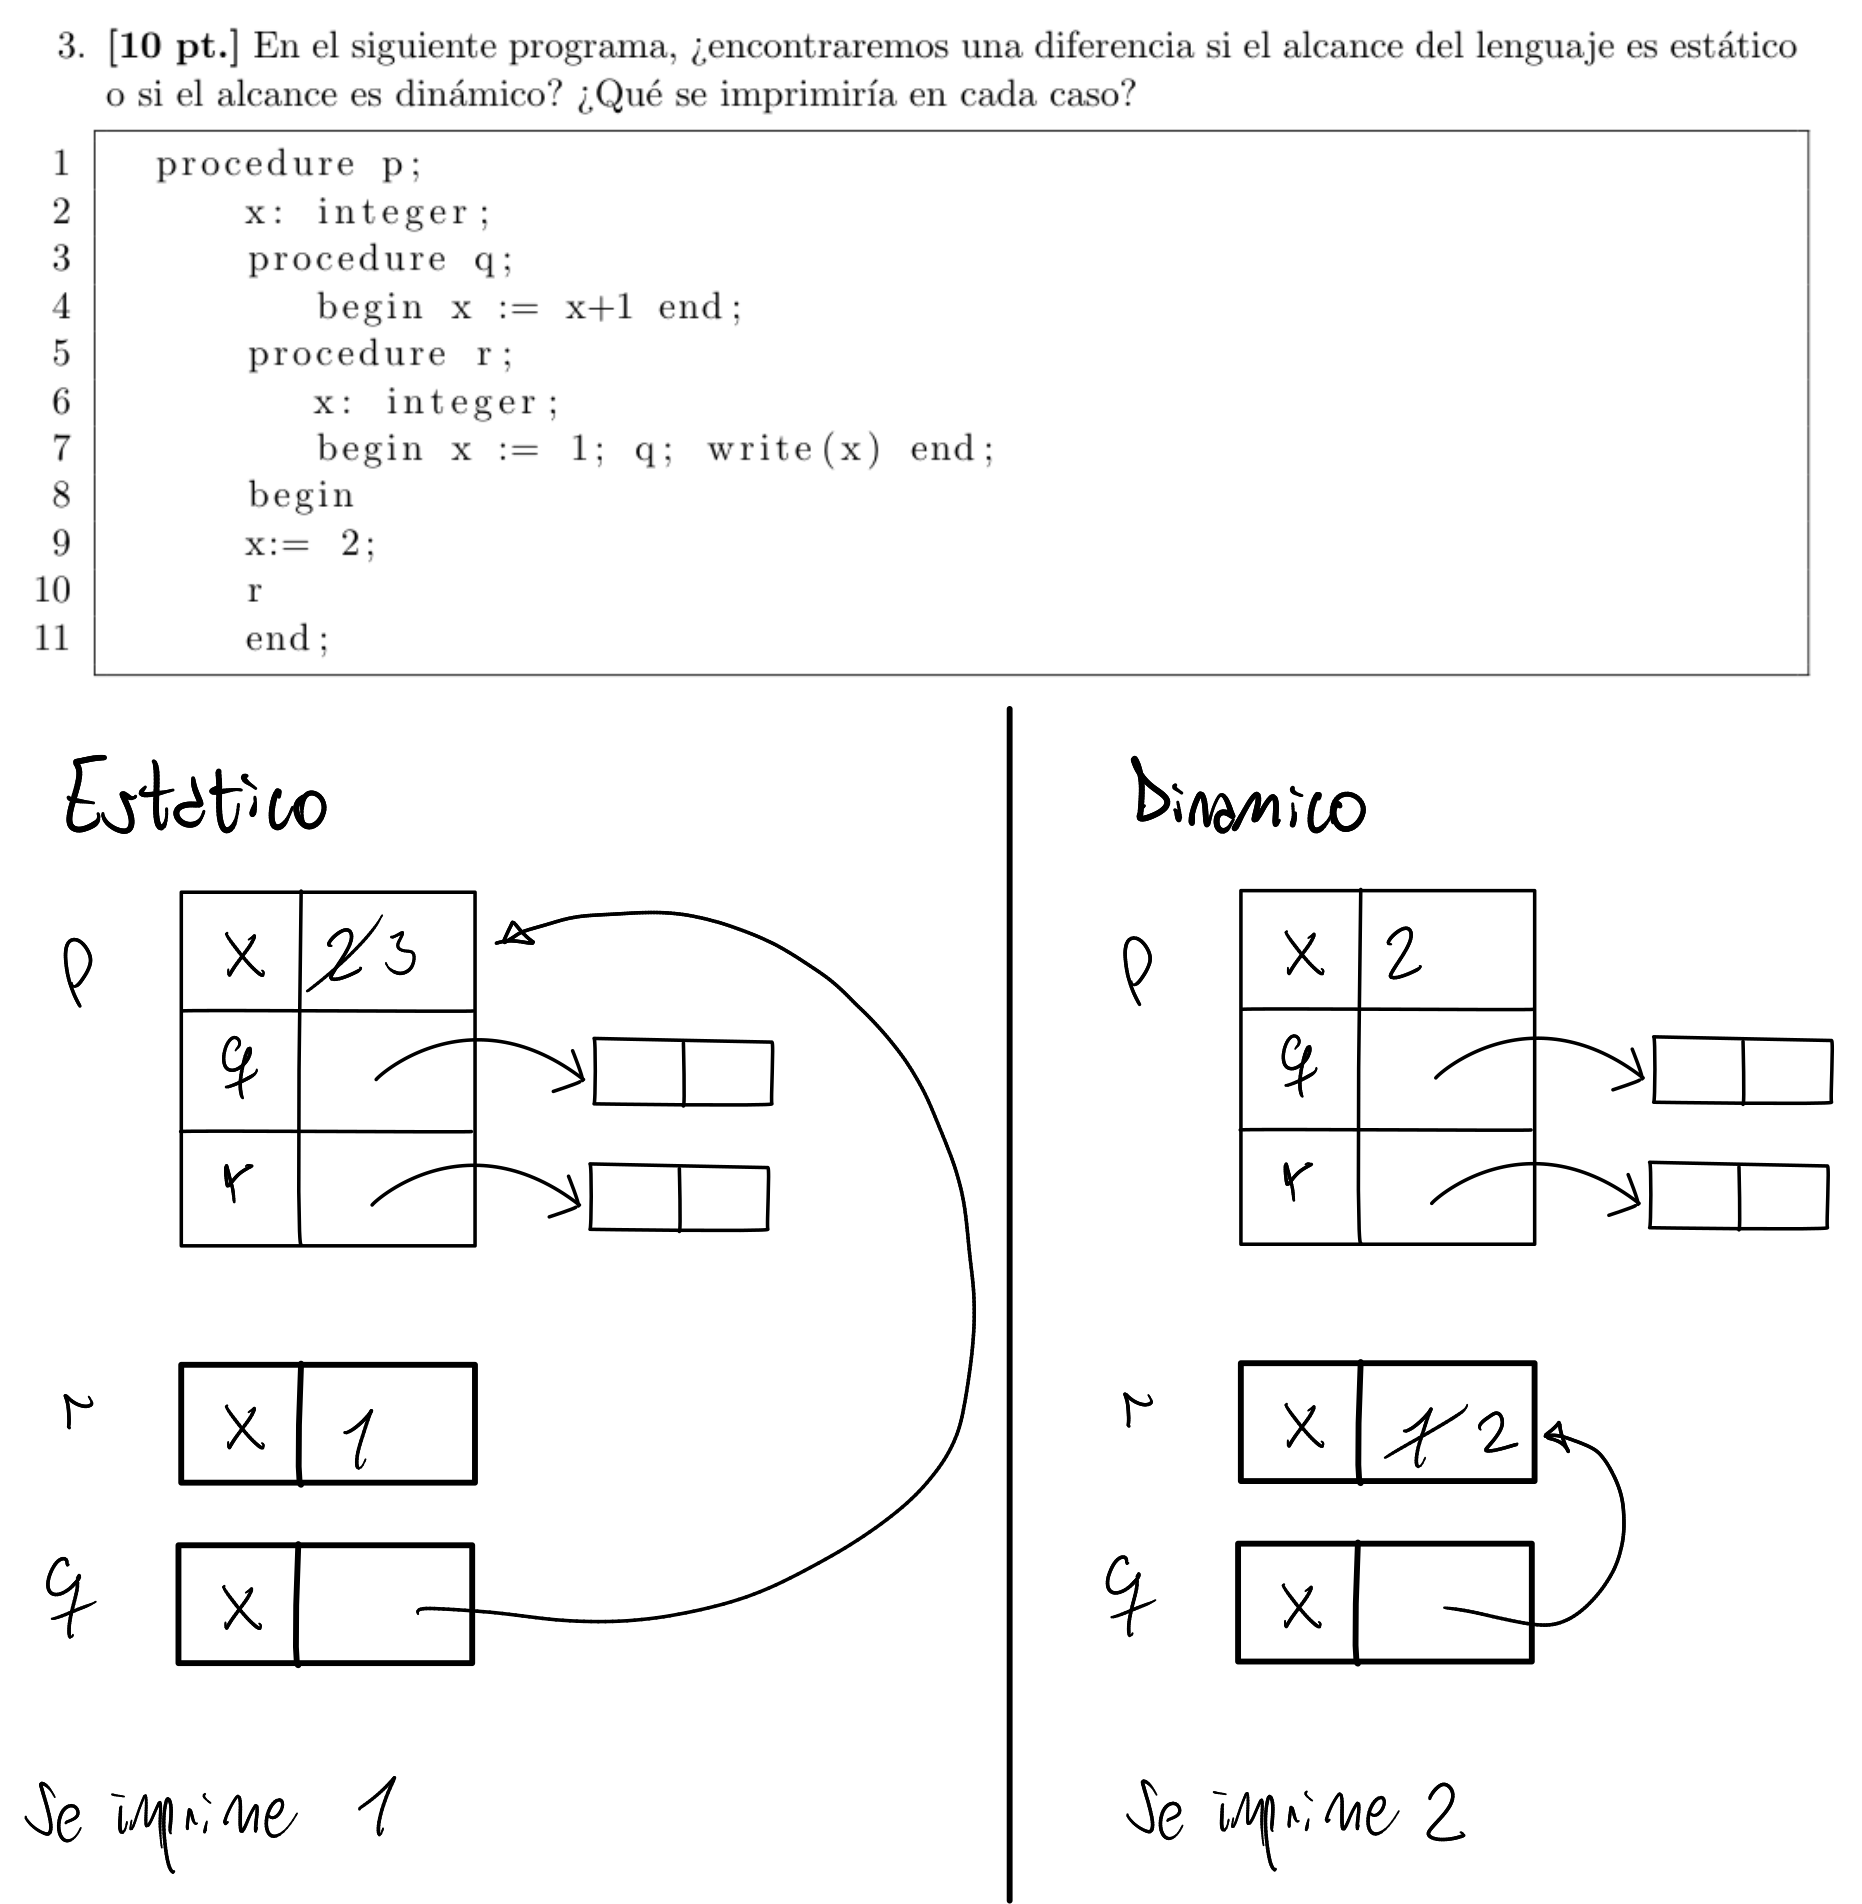 3. [10 pt.] En el siguiente programa, ¿encontraremos una diferencia si el alcance del lenguaje es estático
o si el alcance es dinámico? ¿Qué se imprimiría en cada caso?
1 procedure p;
2 x: integer;
3 procedure q;
4 begin x := x+1 end;
5 procedure r;
6 x: integer;
7 begin x := 1; q; write(x) end;
8 begin
9 x:= 2;
10 r
11 end;
Estático
p
x 2 3
q
r
r
x 1
q
x
Se imprime 1
Dinamico
p
x 2
q
r
r
x 1 2
q
x
Se imprime 2